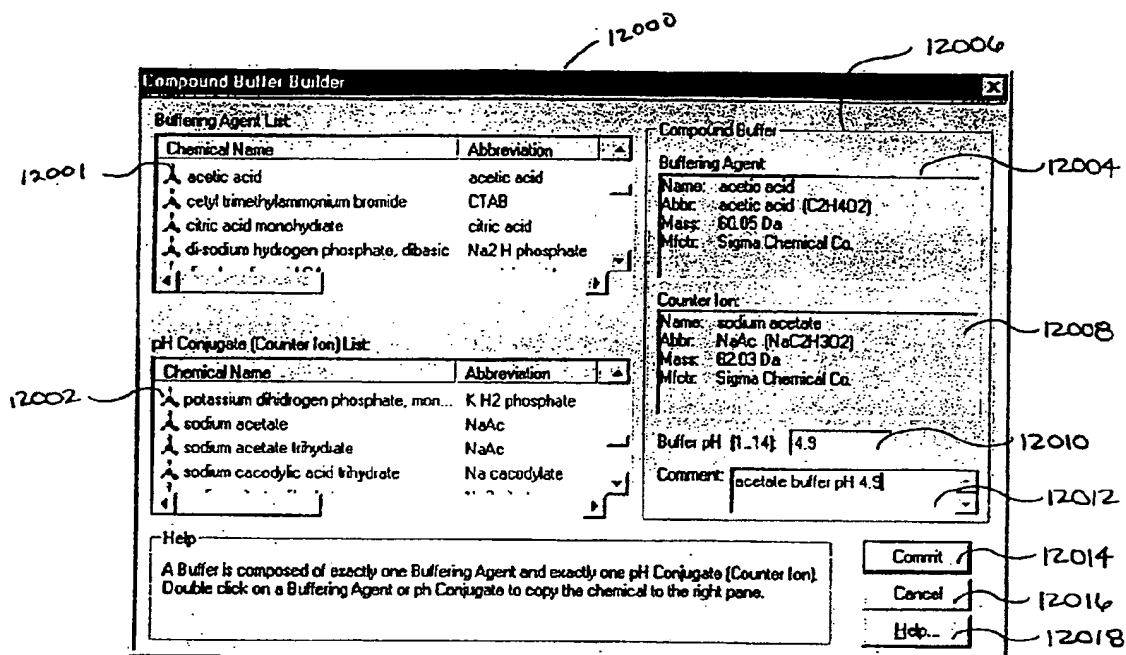 12000
12006
Compound Buffer Builder
Buffering Agent List:
Chemical Name Abbreviation
12001
acetic acid acetic acid
cetyl trimethylammonium bromide CTAB
citric acid monohydrate citric acid
di-sodium hydrogen phosphate, dibasic Na2 H phosphate
pH Conjugate (Counter Ion) List:
Chemical Name Abbreviation
12002
potassium dihidrogen phosphate, mon... K H2 phosphate
sodium acetate NaAc
sodium acetate trihydrate NaAc
sodium cacodylic acid trihydrate Na cacodylate
Compound Buffer
Buffering Agent
12004
Name: acetic acid
Abbr: acetic acid (C2H4O2)
Mass: 60.05 Da
Mfctr: Sigma Chemical Co.
Counter Ion:
12008
Name: sodium acetate
Abbr: NaAc (NaC2H3O2)
Mass: 82.03 Da
Mfctr: Sigma Chemical Co.
Buffer pH (1..14): 4.9
12010
Comment: acetate buffer pH 4.9
12012
Help
A Buffer is composed of exactly one Buffering Agent and exactly one pH Conjugate (Counter Ion).
Double click on a Buffering Agent or ph Conjugate to copy the chemical to the right pane.
Commit
12014
Cancel
12016
Help...
12018